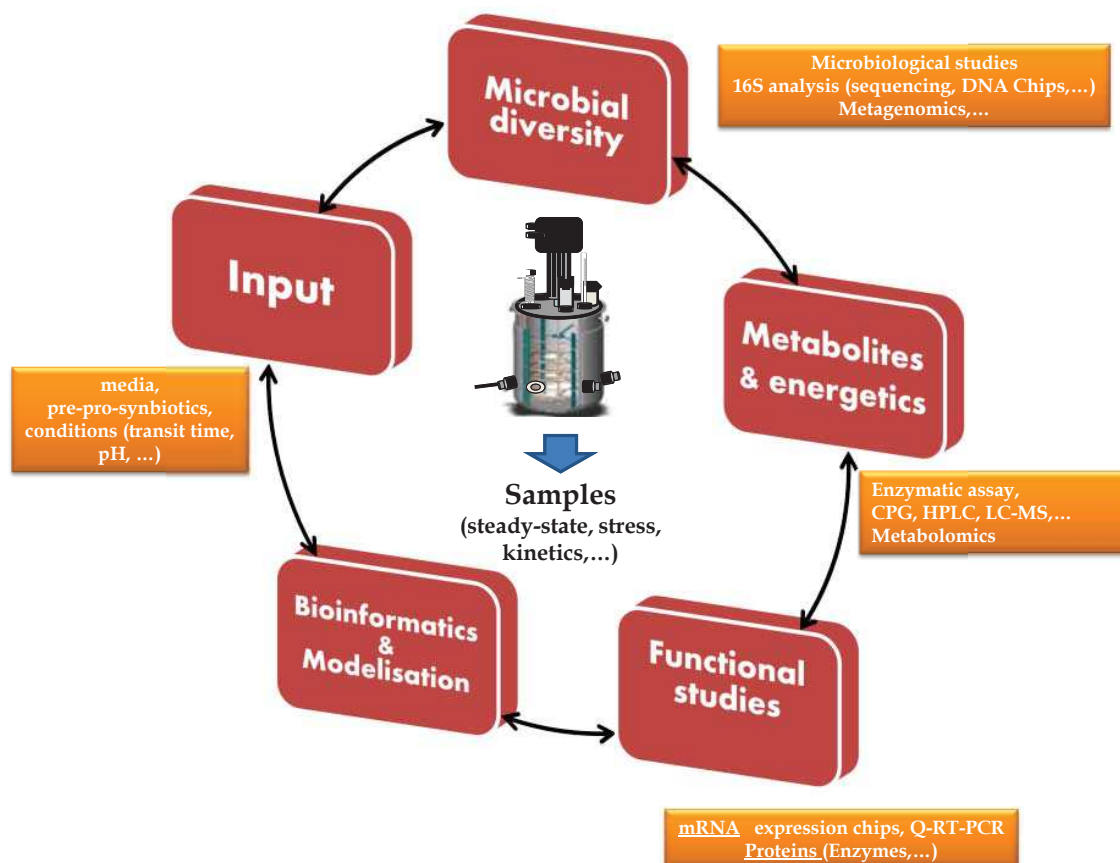 Microbial
diversity
Microbiological studies
16S analysis (sequencing, DNA Chips,…)
Metagenomics,…
Input
media,
pre-pro-synbiotics,
conditions (transit time,
pH, …)
Metabolites
& energetics
Enzymatic assay,
CPG, HPLC, LC-MS,…
Metabolomics
Samples
(steady-state, stress,
kinetics,…)
Bioinformatics
&
Modelisation
Functional
studies
mRNA expression chips, Q-RT-PCR
Proteins (Enzymes,…)